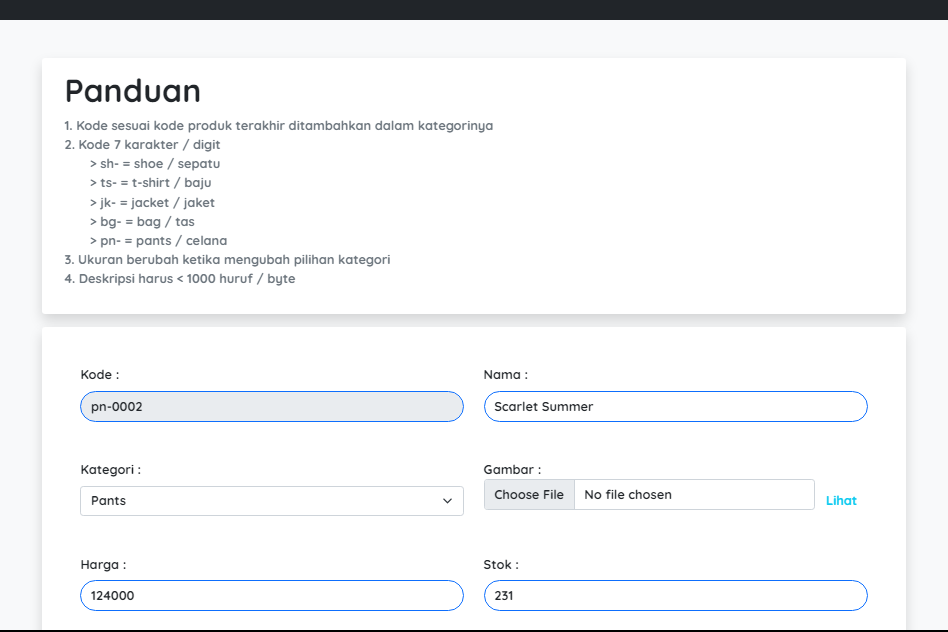 Panduan
1. Kode sesuai kode produk terakhir ditambahkan dalam kategorinya
2. Kode 7 karakter / digit
> sh- = shoe / sepatu
> ts- = t-shirt / baju
> jk- = jacket / jaket
> bg- = bag / tas
> pn- = pants / celana
3. Ukuran berubah ketika mengubah pilihan kategori
4. Deskripsi harus < 1000 huruf / byte
Kode : Nama :
pn-0002 Scarlet Summer
Kategori : Gambar :
Pants Choose File No file chosen Lihat
Harga : Stok :
124000 231